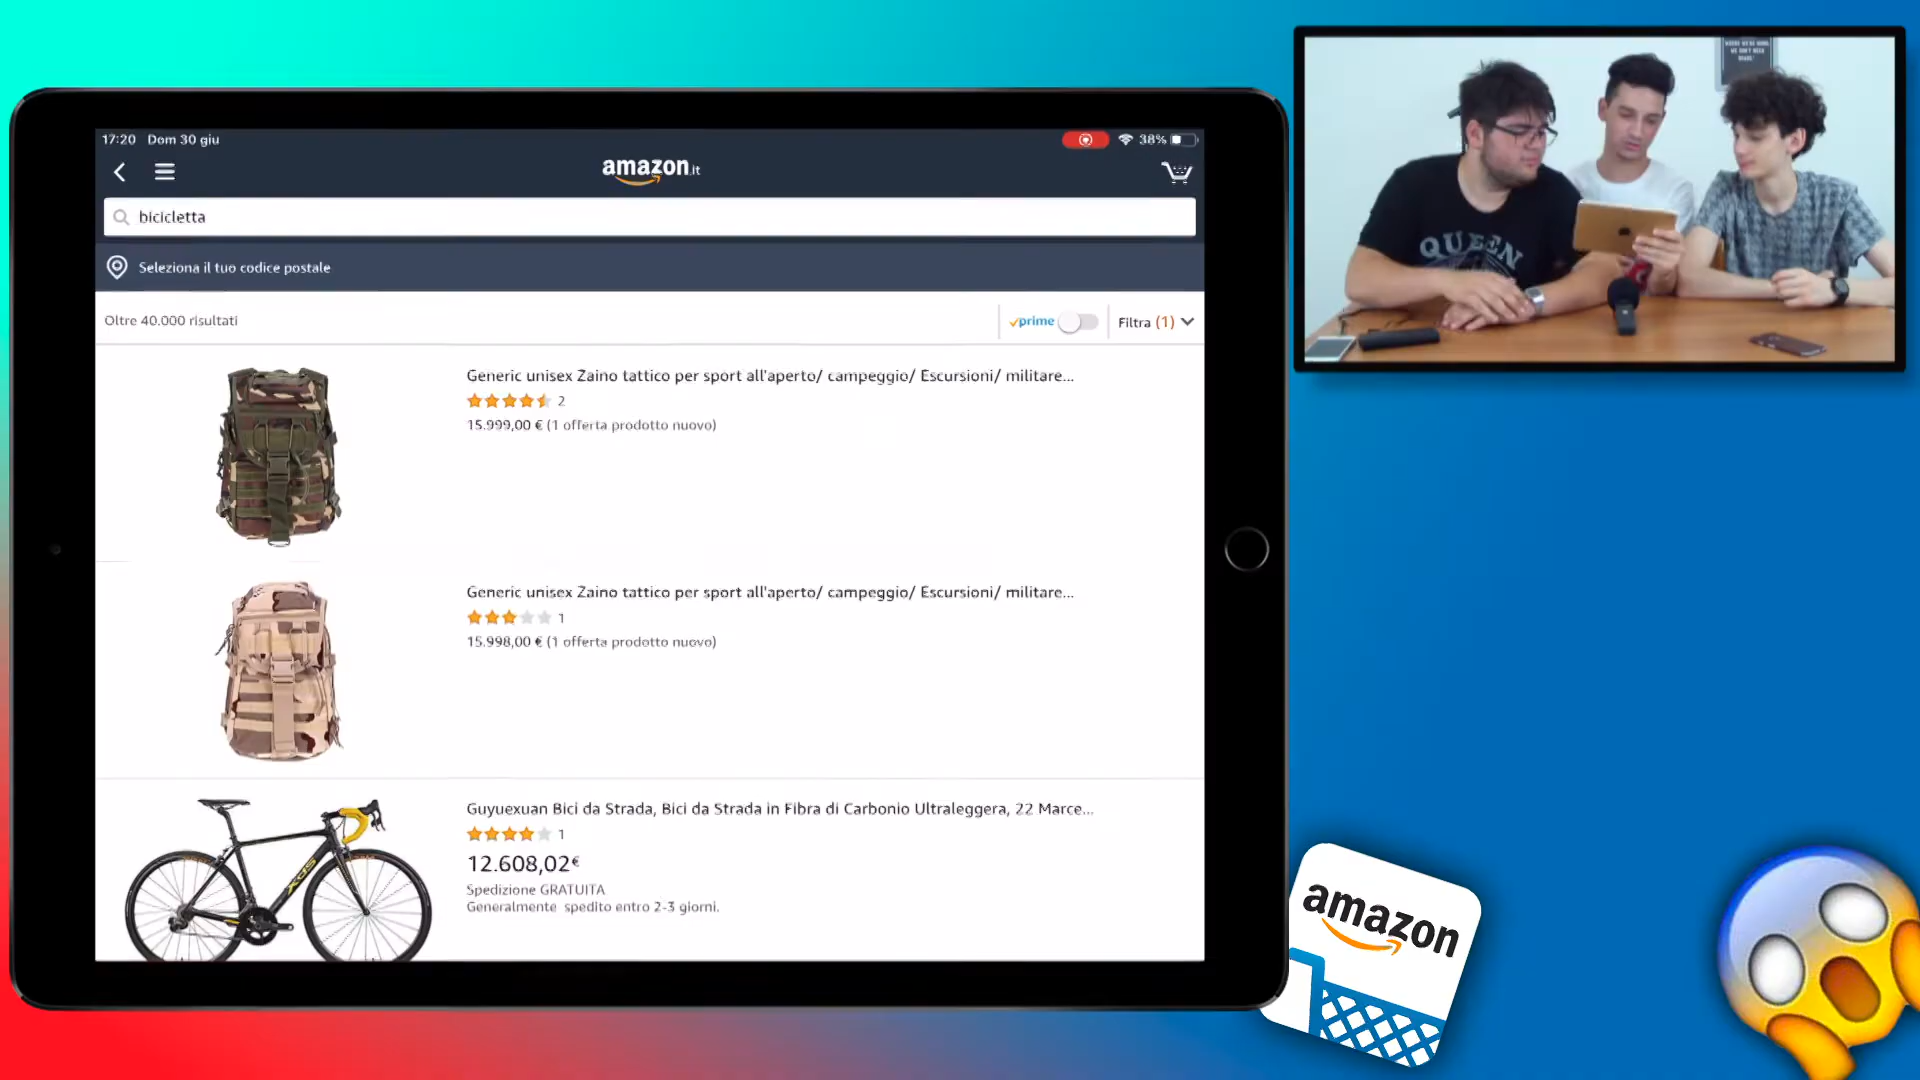 17:20 Dom 30 giu
38%
amazon.it
bicicletta
Seleziona il tuo codice postale
Oltre 40.000 risultati
prime
Filtra (1)
Generic unisex Zaino tattico per sport all'aperto/ campeggio/ Escursioni/ militare...
2
15.999,00 € (1 offerta prodotto nuovo)
Generic unisex Zaino tattico per sport all'aperto/ campeggio/ Escursioni/ militare...
1
15.998,00 € (1 offerta prodotto nuovo)
Guyuexuan Bici da Strada, Bici da Strada in Fibra di Carbonio Ultraleggera, 22 Marce...
1
12.608,02€
Spedizione GRATUITA
Generalmente spedito entro 2-3 giorni.
XDS
QUEEN
amazon